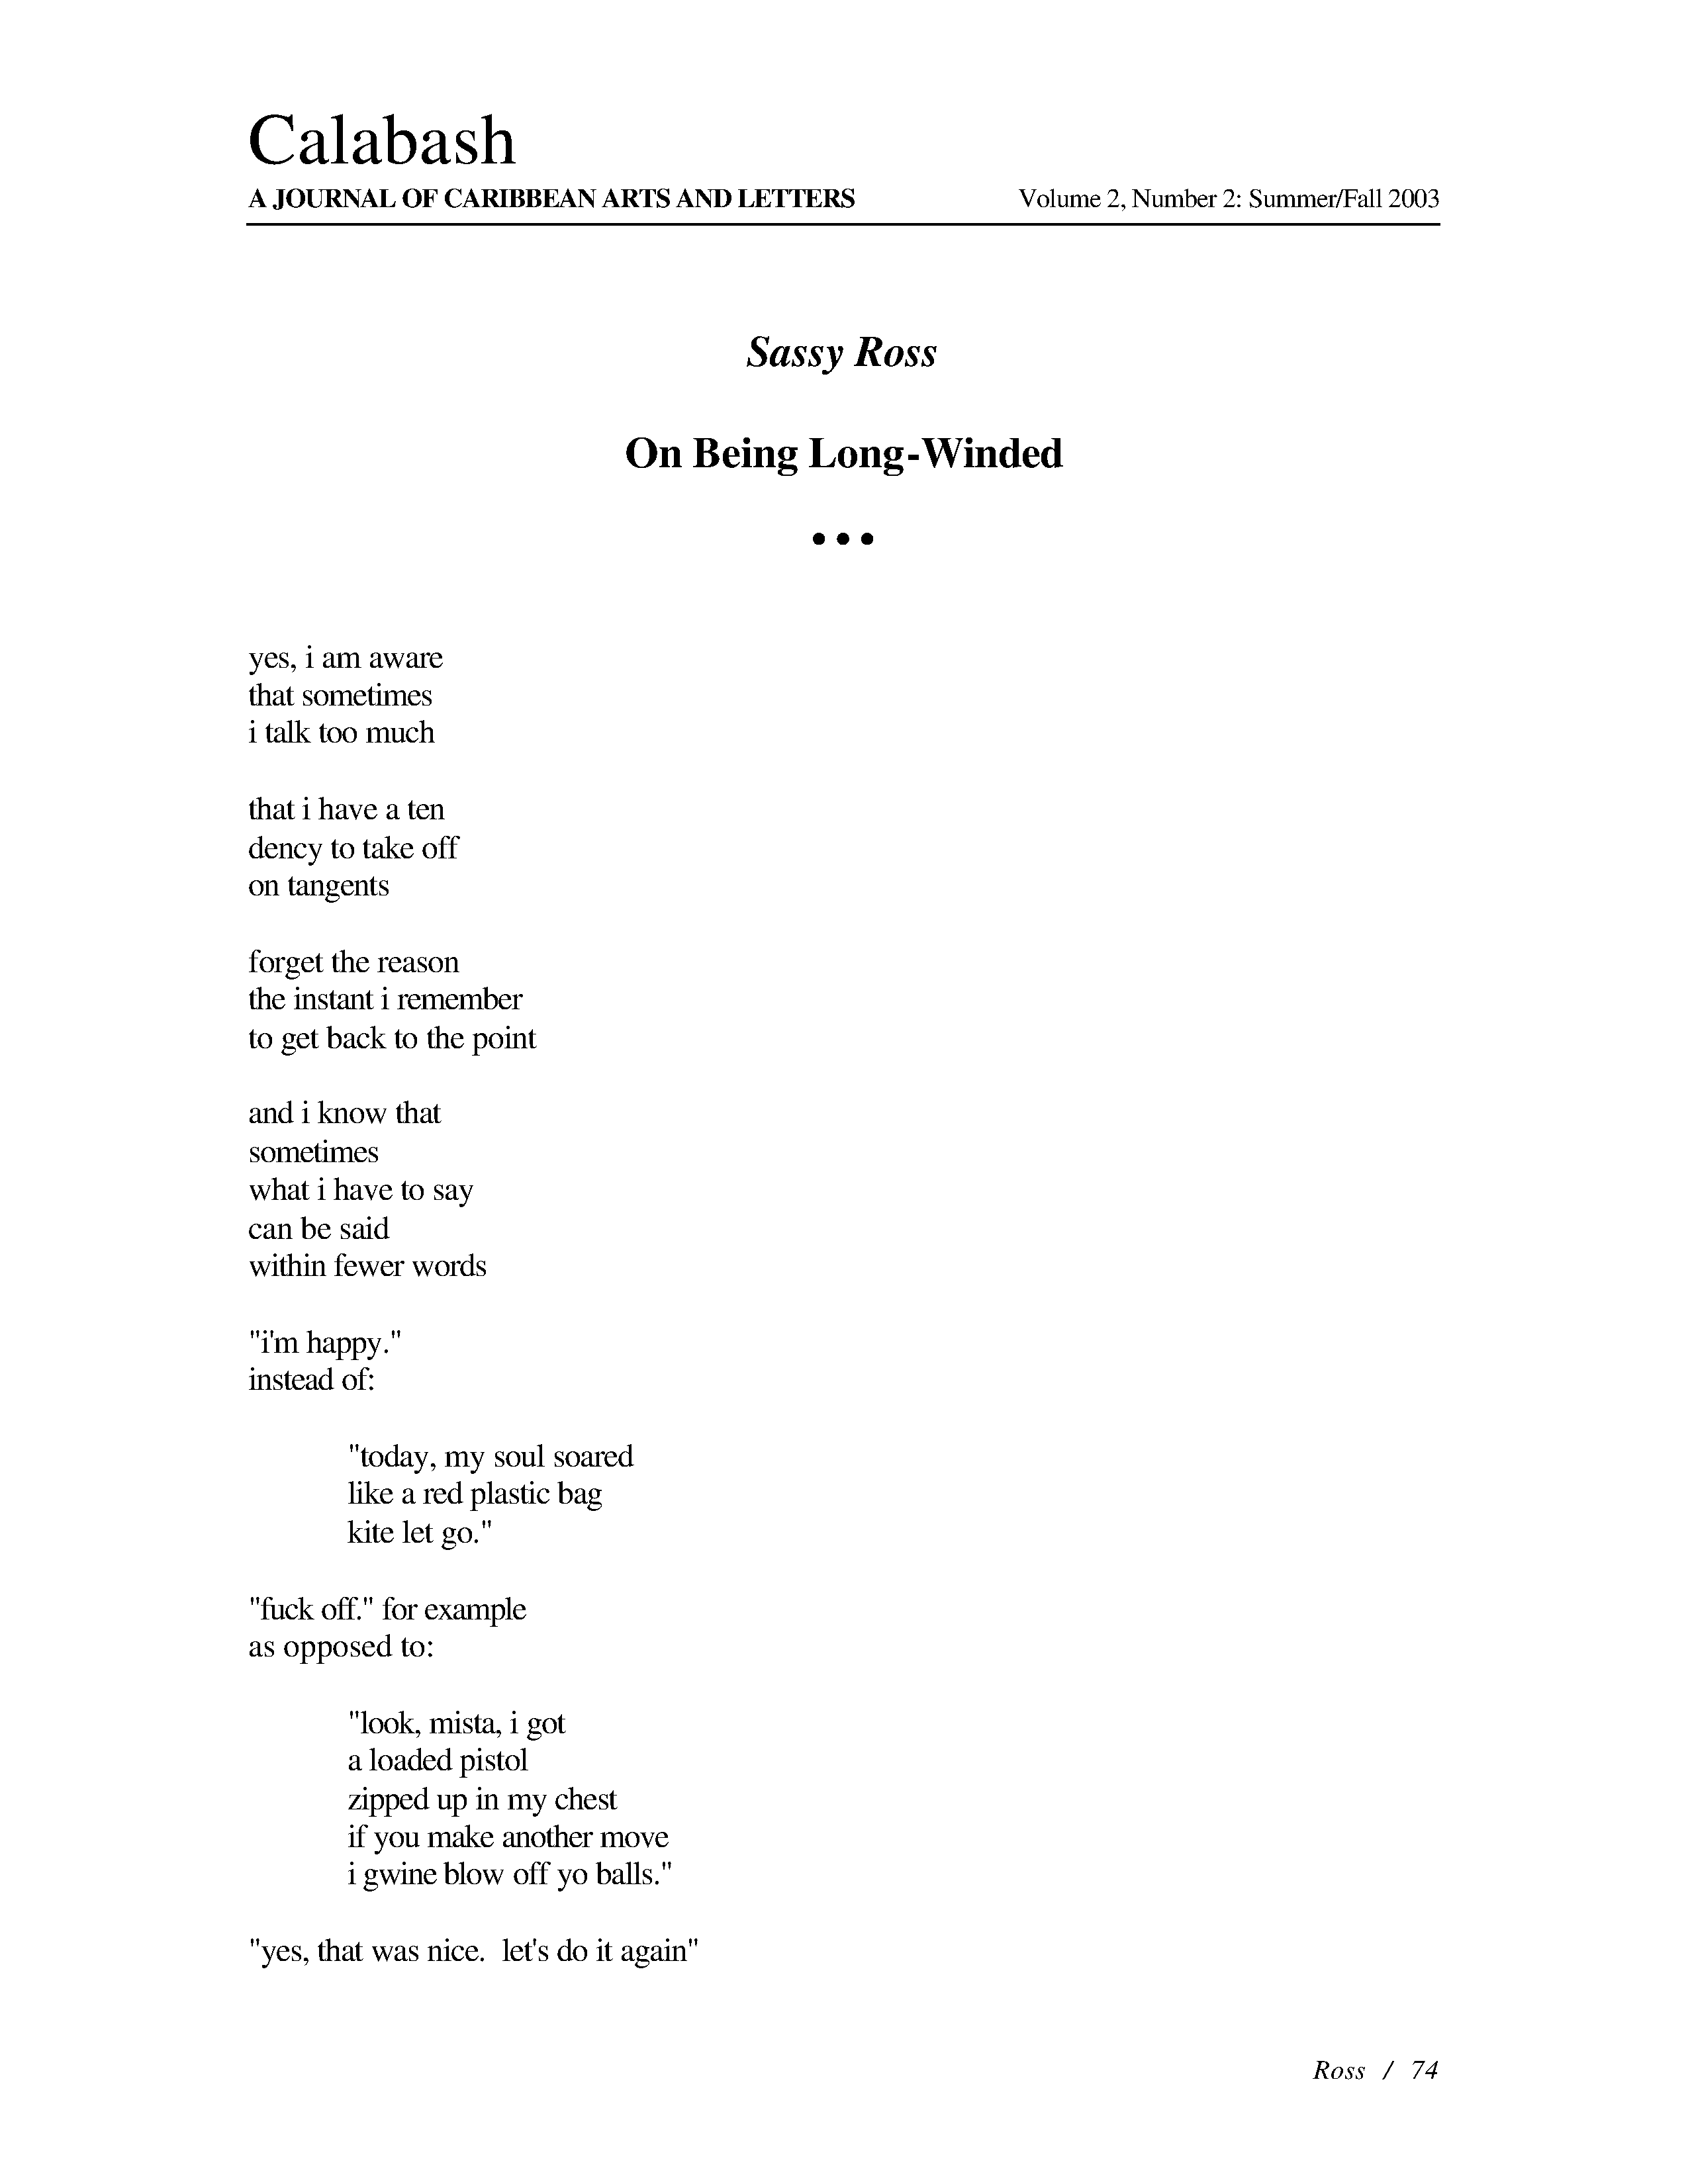 Calabash
A JOURNAL OF CARIBBEAN ARTS AND LETTERS Volume 2, Number 2: Summer/Fall 2003
Sassy Ross
On Being Long-Winded
• • •
yes, i am aware
that sometimes
i talk too much
that i have a ten
dency to take off
on tangents
forget the reason
the instant i remember
to get back to the point
and i know that
sometimes
what i have to say
can be said
within fewer words
"i'm happy."
instead of:
"today, my soul soared
like a red plastic bag
kite let go."
"fuck off." for example
as opposed to:
"look, mista, i got
a loaded pistol
zipped up in my chest
if you make another move
i gwine blow off yo balls."
"yes, that was nice.  let's do it again"
Ross / 74